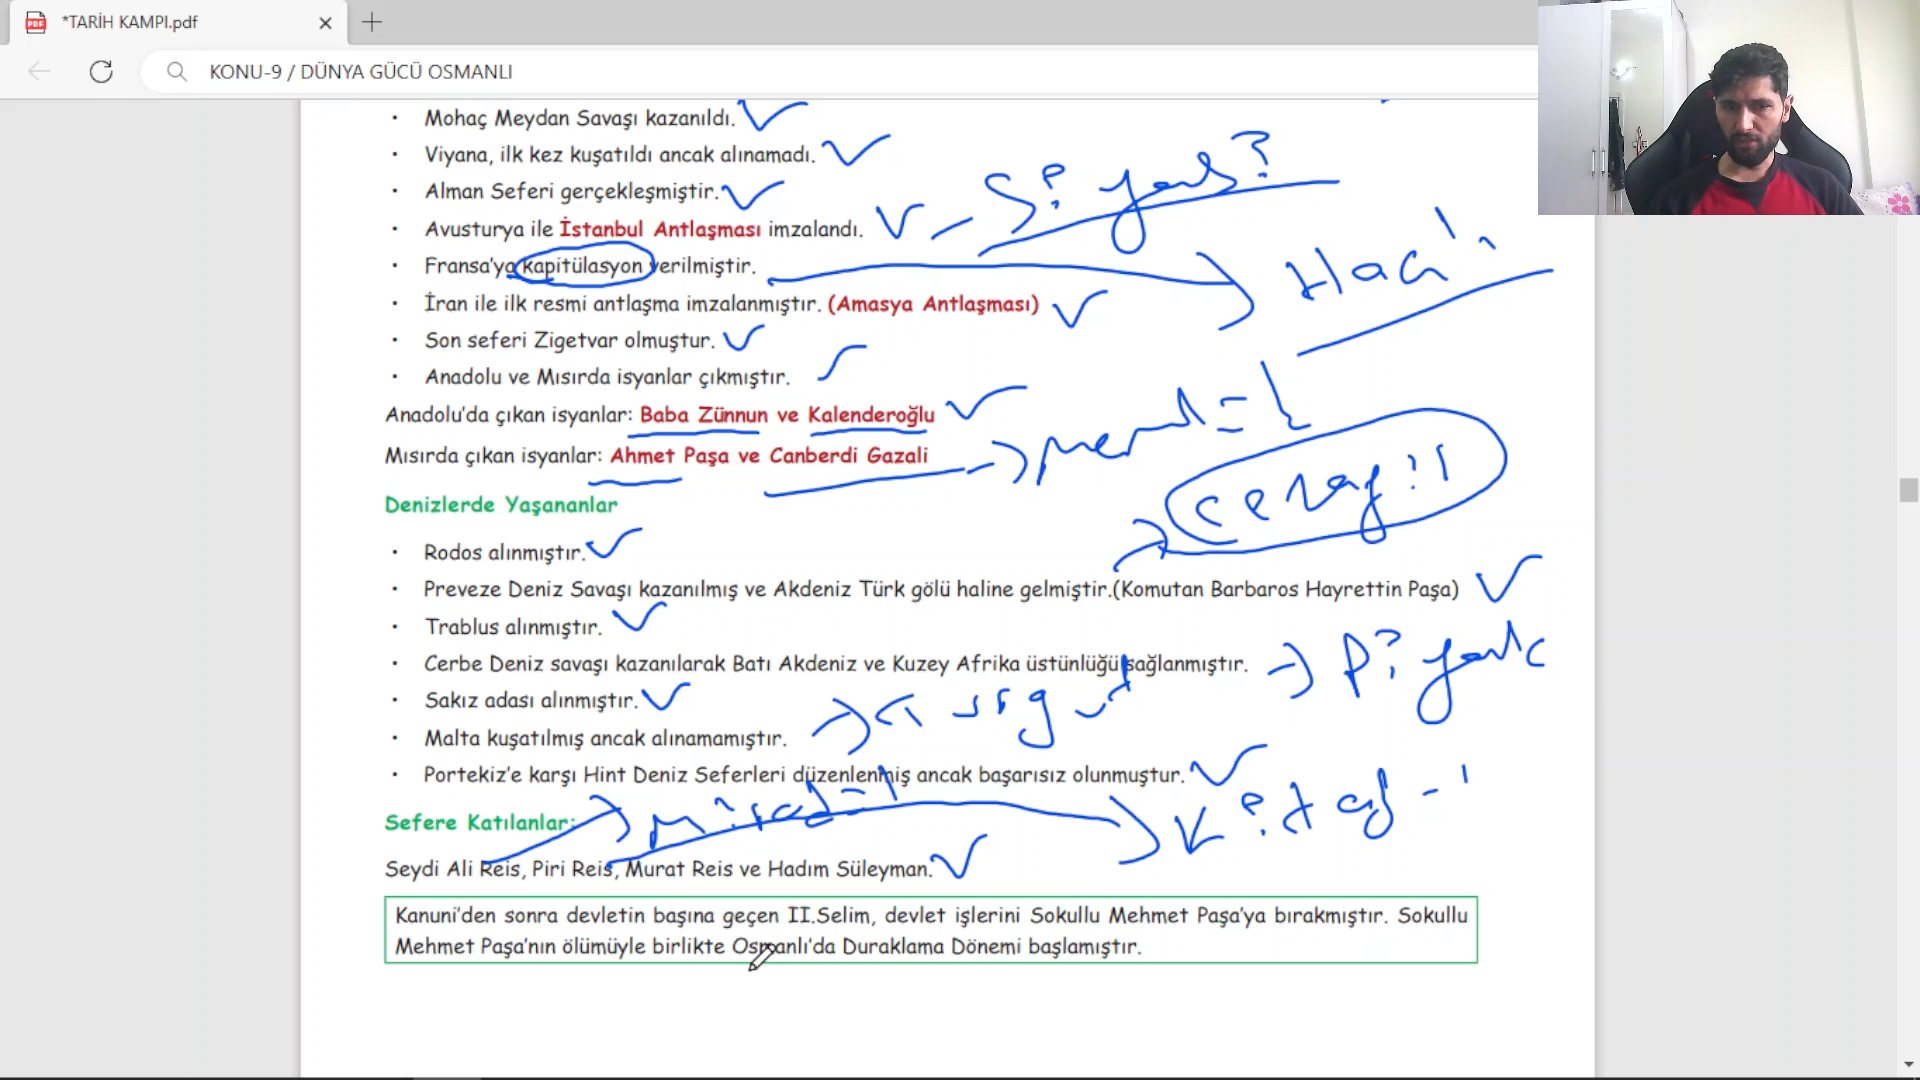 *TARİH KAMPI.pdf
KONU-9 / DÜNYA GÜCÜ OSMANLI
• Mohaç Meydan Savaşı kazanıldı.
• Viyana, ilk kez kuşatıldı ancak alınamadı.
• Alman Seferi gerçekleşmiştir.
• Avusturya ile İstanbul Antlaşması imzalandı.
• Fransa'ya kapitülasyon verilmiştir.
• İran ile ilk resmi antlaşma imzalanmıştır. (Amasya Antlaşması)
• Son seferi Zigetvar olmuştur.
• Anadolu ve Mısırda isyanlar çıkmıştır.
Anadolu'da çıkan isyanlar: Baba Zünnun ve Kalenderoğlu
Mısırda çıkan isyanlar: Ahmet Paşa ve Canberdi Gazali
Denizlerde Yaşananlar
• Rodos alınmıştır.
• Preveze Deniz Savaşı kazanılmış ve Akdeniz Türk gölü haline gelmiştir.(Komutan Barbaros Hayrettin Paşa)
• Trablus alınmıştır.
• Cerbe Deniz savaşı kazanılarak Batı Akdeniz ve Kuzey Afrika üstünlüğü sağlanmıştır.
• Sakız adası alınmıştır.
• Malta kuşatılmış ancak alınamamıştır.
• Portekiz'e karşı Hint Deniz Seferleri düzenlenmiş ancak başarısız olunmuştur.
Sefere Katılanlar:
Seydi Ali Reis, Piri Reis, Murat Reis ve Hadım Süleyman.
Kanuni'den sonra devletin başına geçen II.Selim, devlet işlerini Sokullu Mehmet Paşa'ya bırakmıştır. Sokullu
Mehmet Paşa'nın ölümüyle birlikte Osmanlı'da Duraklama Dönemi başlamıştır.